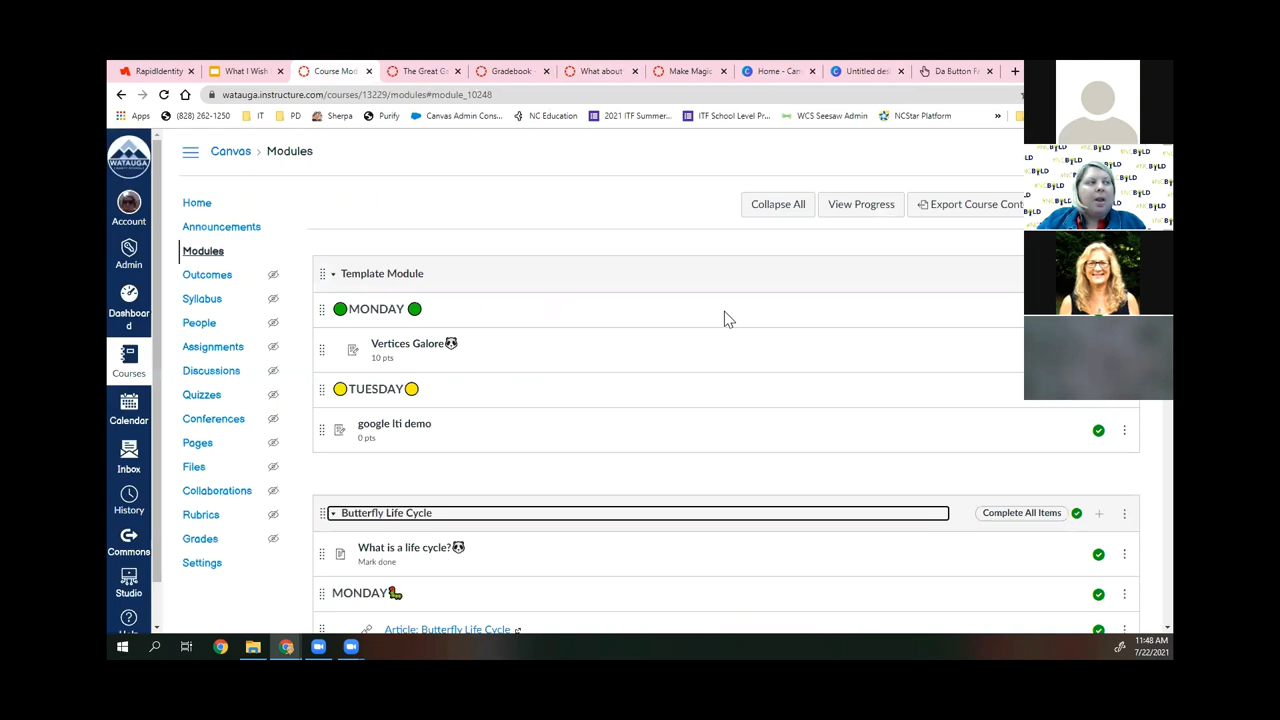 RapidIdentity
What I Wish
Course Mod
The Great G
Gradebook
What about
Make Magic
Home - Can
Untitled des
Da Button F
watauga.instructure.com/courses/13229/modules#module_10248
Apps
(828) 262-1250
IT
PD
Sherpa
Purify
Canvas Admin Cons...
NC Education
2021 ITF Summer...
ITF School Level Pr...
WCS Seesaw Admin
NCStar Platform
»
WATAUGA
Account
Admin
Dashboar
d
Courses
Calendar
Inbox
History
Commons
Studio
Canvas > Modules
Home
Announcements
Modules
Outcomes
Syllabus
People
Assignments
Discussions
Quizzes
Conferences
Pages
Files
Collaborations
Rubrics
Grades
Settings
Collapse All
View Progress
Export Course Cont
Template Module
MONDAY
Vertices Galore
10 pts
TUESDAY
google lti demo
0 pts
Butterfly Life Cycle
Complete All Items
What is a life cycle?
Mark done
MONDAY
Article: Butterfly Life Cycle
#NCBOLD
11:48 AM
7/22/2021